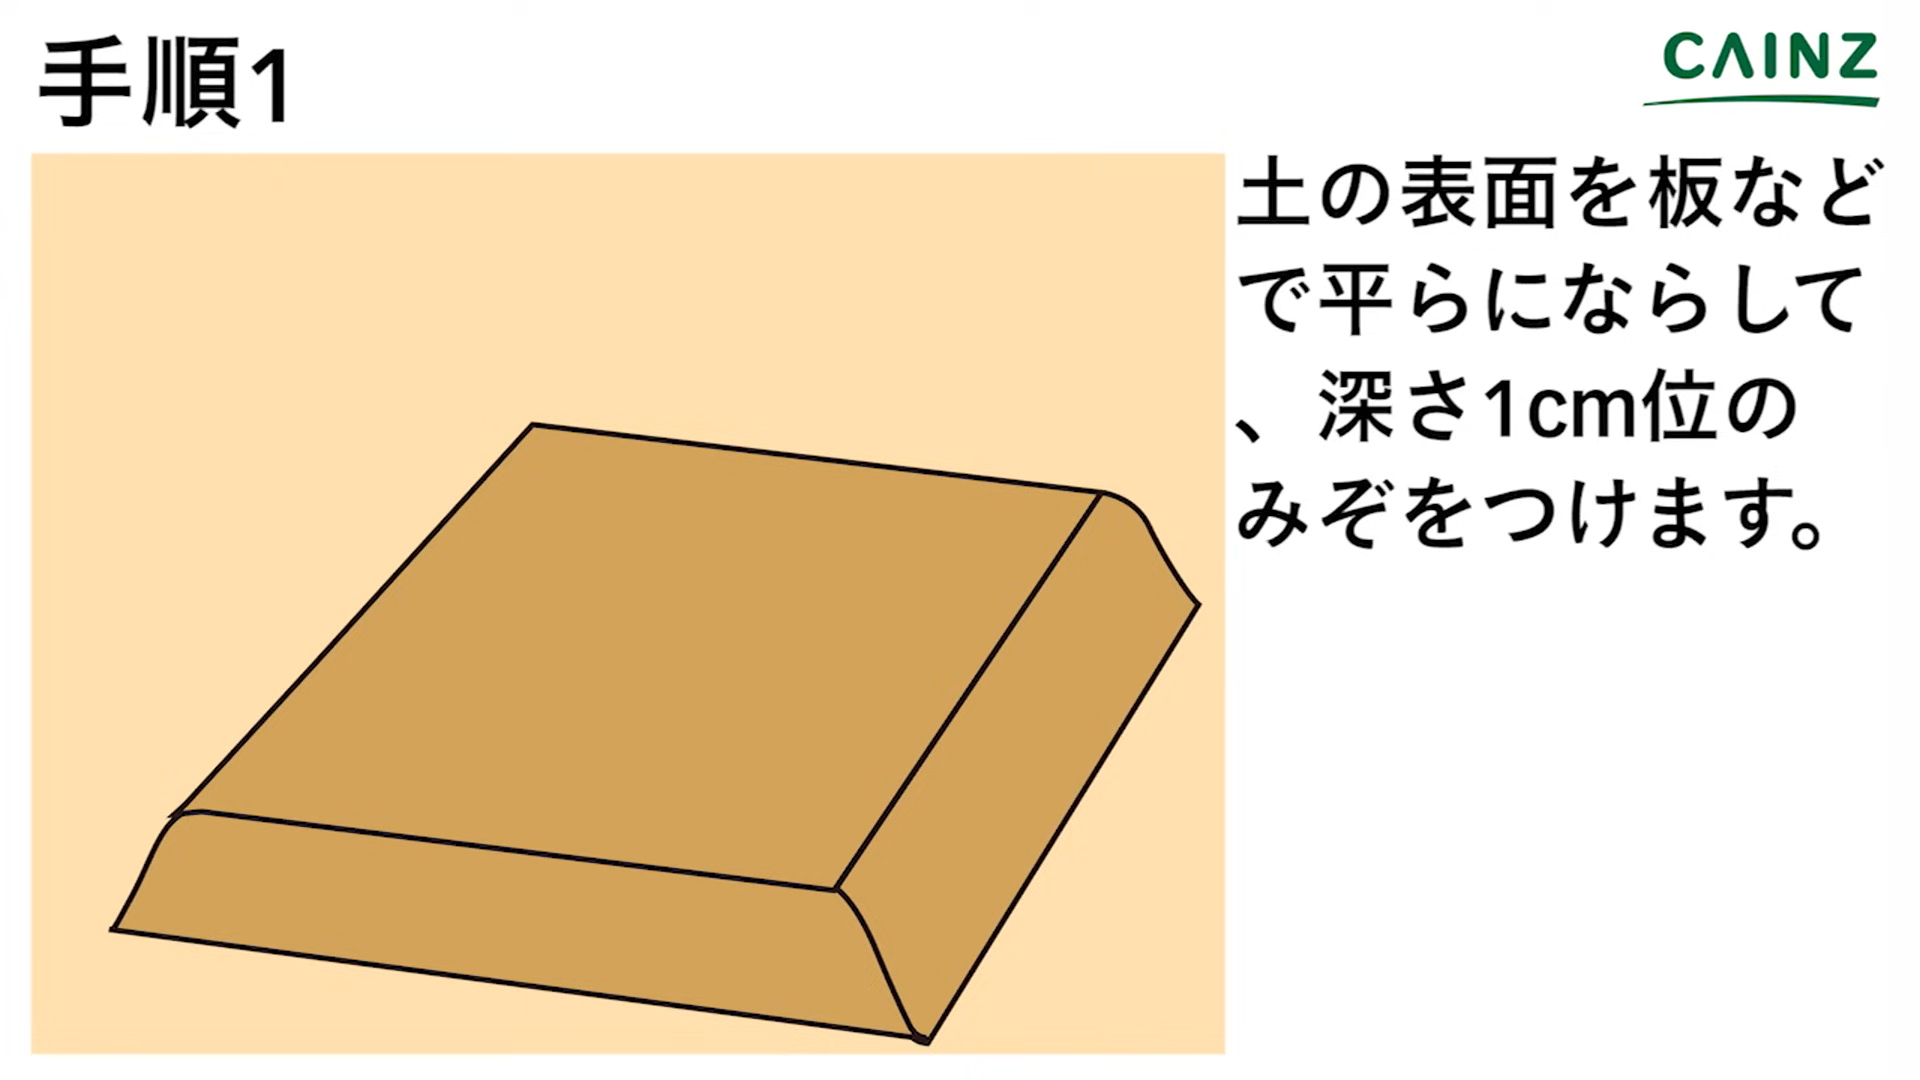 手順1
CAINZ
土の表面を板など
で平らにならして
、深さ1cm位の
みぞをつけます。